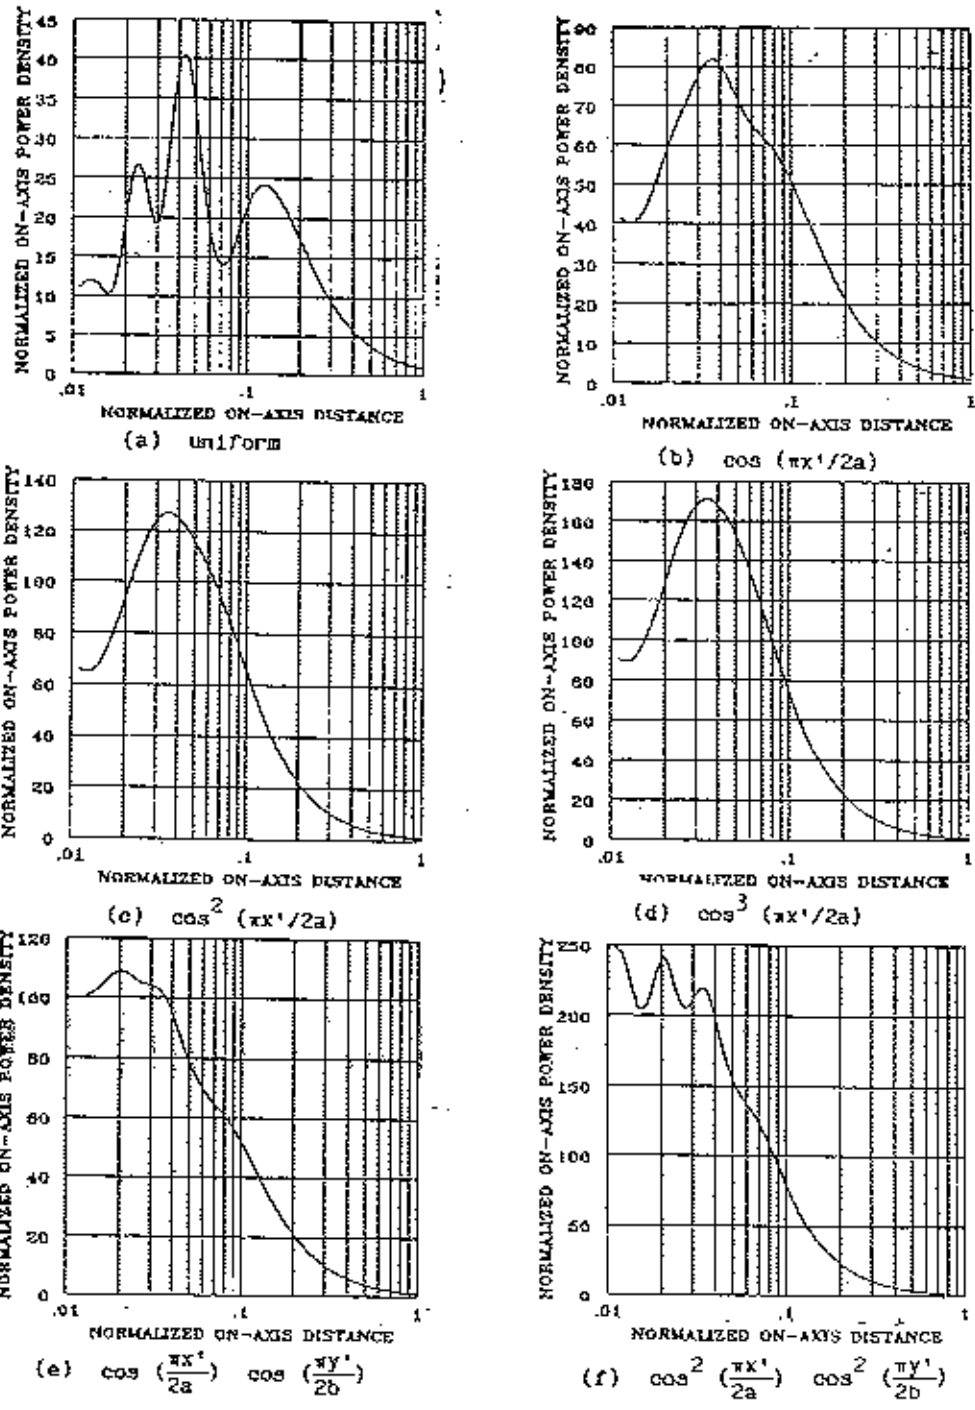 NORMALIZED ON-AXIS POWER DENSITY
45
40
35
30
25
20
15
10
5
0
.01 .1 1
NORMALIZED ON-AXIS DISTANCE
(a) uniform
NORMALIZED ON-AXIS POWER DENSITY
90
80
70
60
50
40
30
20
10
0
.01 .1 1
NORMALIZED ON-AXIS DISTANCE
(b) cos (πx'/2a)
NORMALIZED ON-AXIS POWER DENSITY
140
120
100
80
60
40
20
0
.01 .1 1
NORMALIZED ON-AXIS DISTANCE
(c) cos² (πx'/2a)
NORMALIZED ON-AXIS POWER DENSITY
180
160
140
120
100
80
60
40
20
0
.01 .1 1
NORMALIZED ON-AXIS DISTANCE
(d) cos³ (πx'/2a)
NORMALIZED ON-AXIS POWER DENSITY
120
100
80
60
40
20
0
.01 .1 1
NORMALIZED ON-AXIS DISTANCE
(e) cos (πx'/2a) cos (πy'/2b)
NORMALIZED ON-AXIS POWER DENSITY
250
200
150
100
50
0
.01 .1 1
NORMALIZED ON-AXIS DISTANCE
(f) cos² (πx'/2a) cos² (πy'/2b)